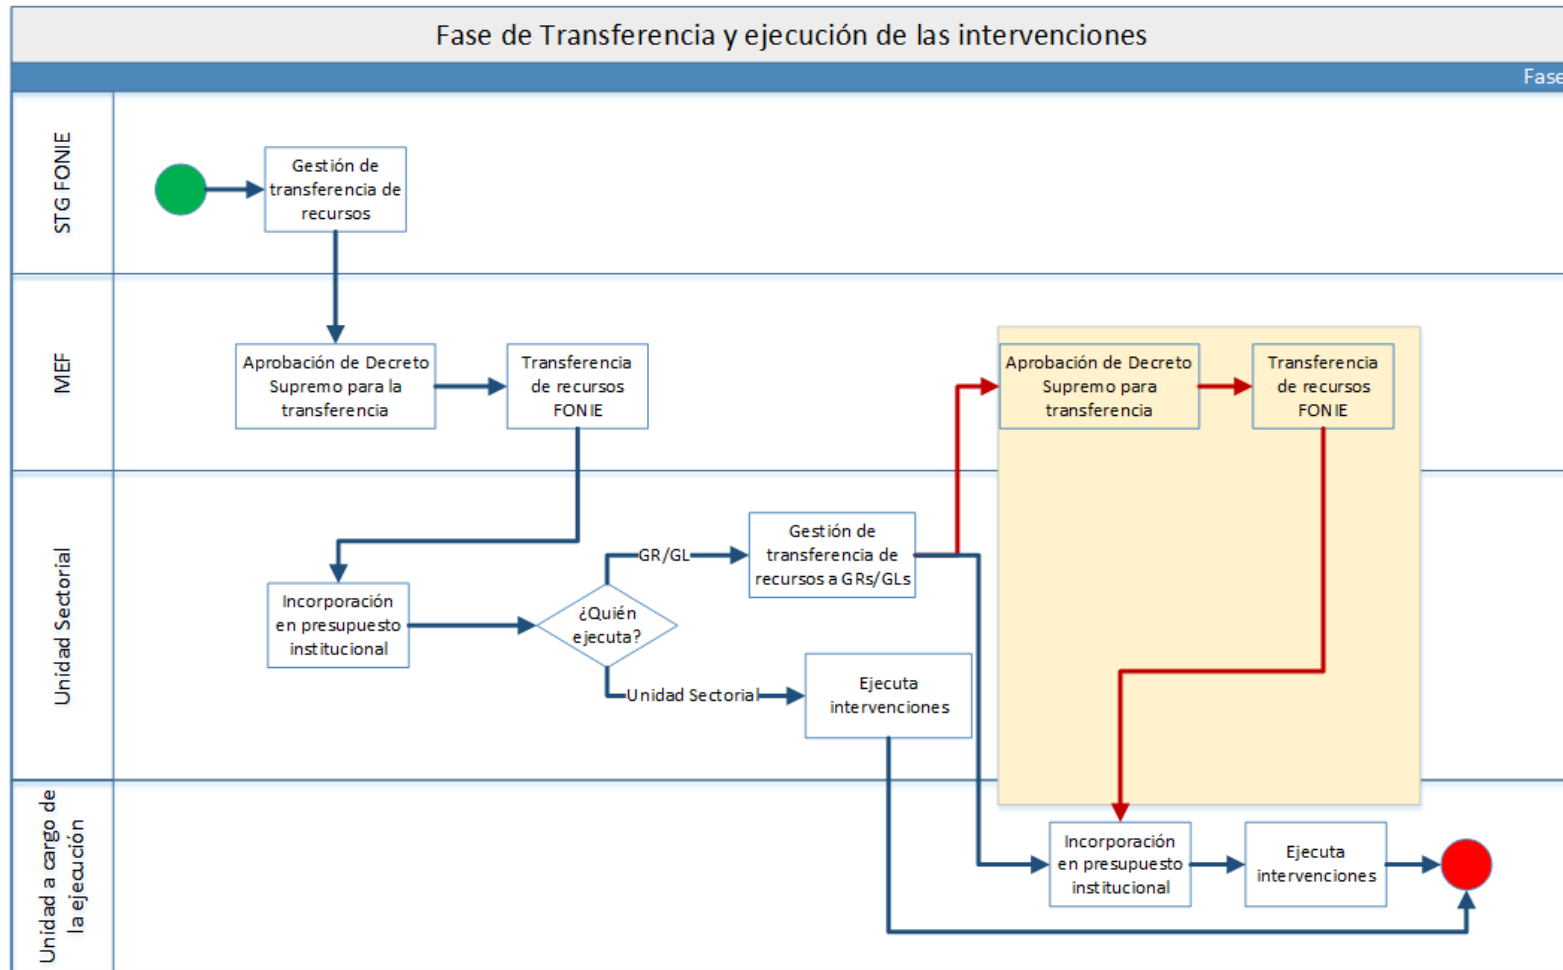 Fase de Transferencia y ejecución de las intervenciones
Fase
STG FONIE
Gestión de
transferencia de
recursos
MEF
Aprobación de Decreto
Supremo para la
transferencia
Transferencia
de recursos
FONIE
Aprobación de Decreto
Supremo para
transferencia
Transferencia
de recursos
FONIE
Unidad Sectorial
Incorporación
en presupuesto
institucional
¿Quién
ejecuta?
GR/GL
Gestión de
transferencia de
recursos a GRs/GLs
Unidad Sectorial
Ejecuta
intervenciones
Unidad a cargo de
la ejecución
Incorporación
en presupuesto
institucional
Ejecuta
intervenciones